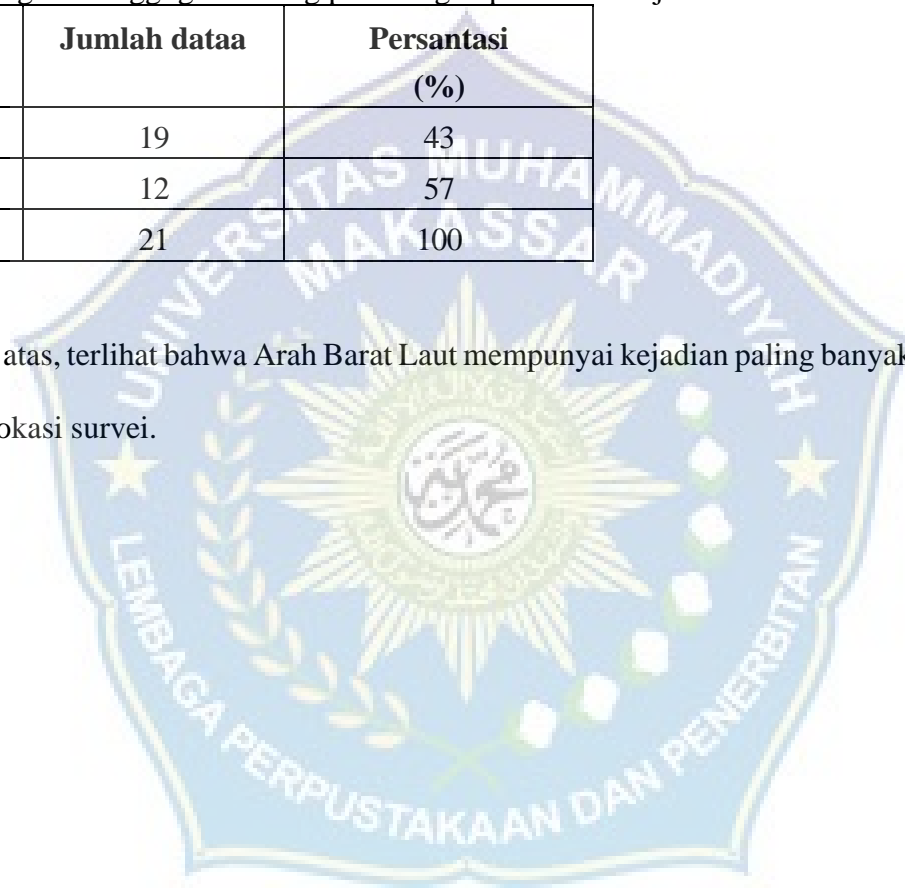 Jumlah dataa Persantasi
(%)
19 43
12 57
21 100
atas, terlihat bahwa Arah Barat Laut mempunyai kejadian paling banyak
okasi survei.
UNIVERSITAS MUHAMMADIYAH
MAKASSAR
LEMBAGA PERPUSTAKAAN DAN PENERBITAN